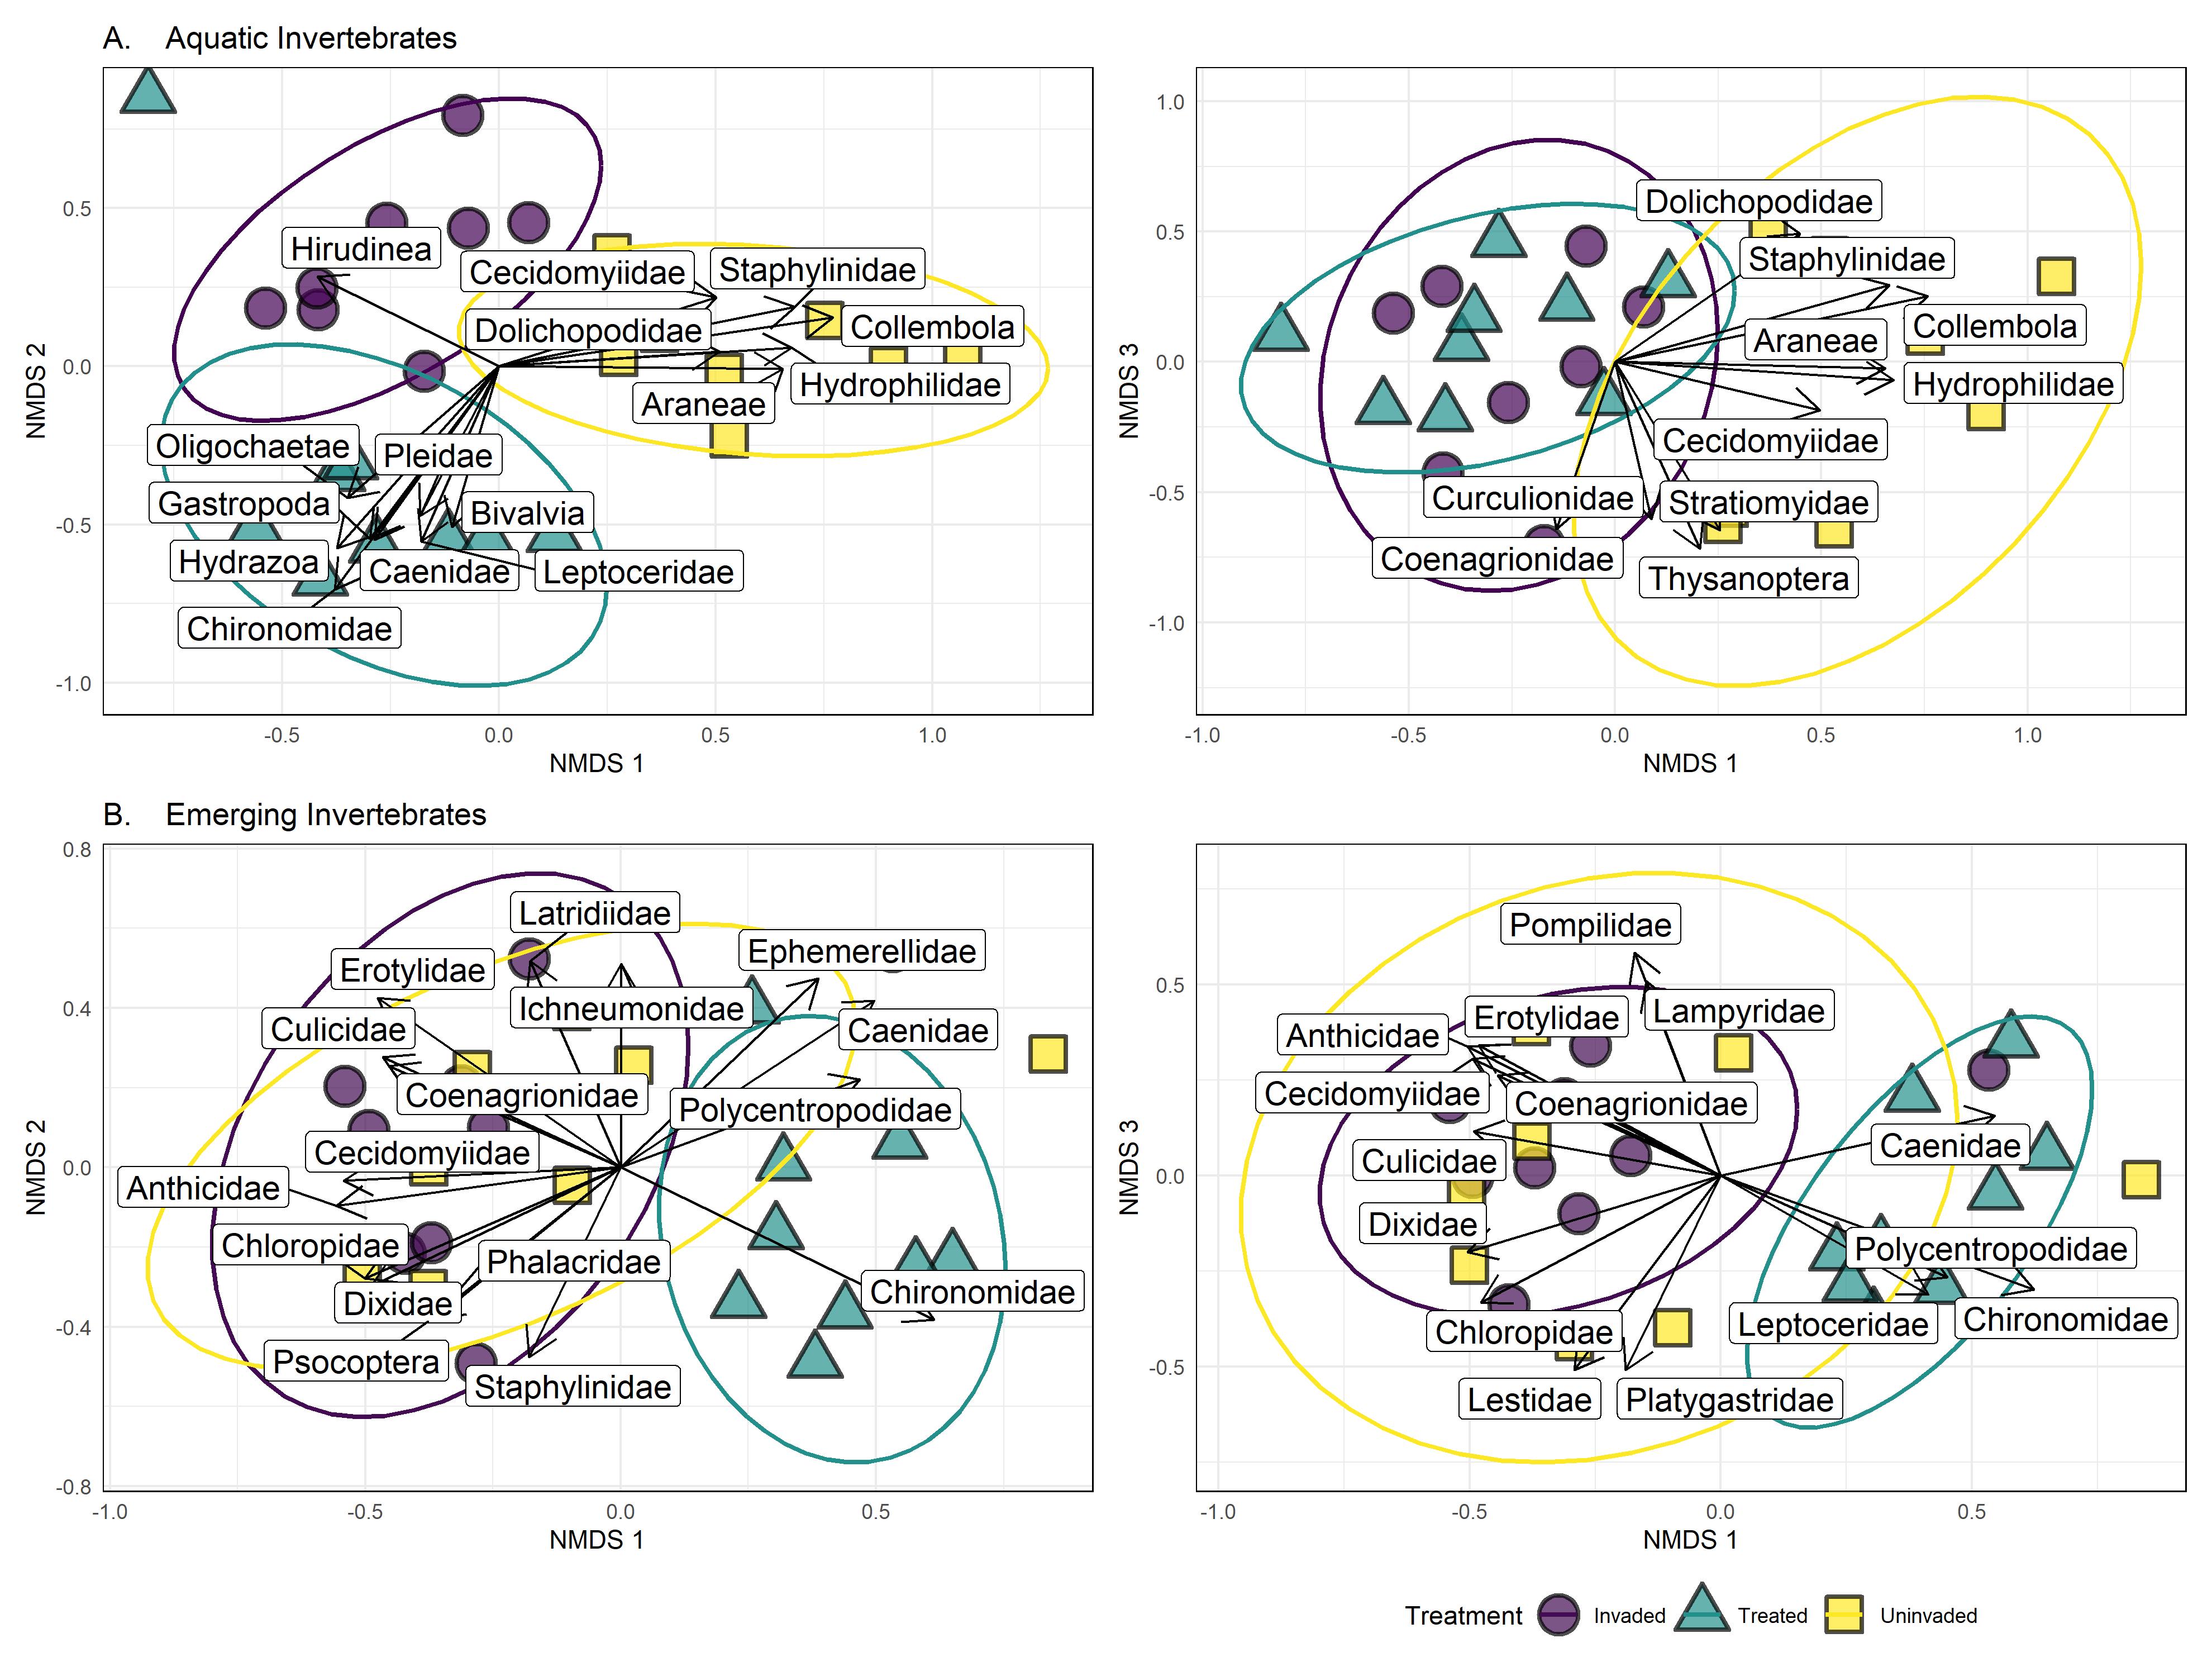 A. Aquatic Invertebrates
NMDS 2
0.5
0.0
-0.5
-1.0
Hirudinea
Cecidomyiidae
Staphylinidae
Dolichopodidae
Collembola
Hydrophilidae
Araneae
Oligochaetae
Pleidae
Gastropoda
Bivalvia
Hydrazoa
Caenidae
Leptoceridae
Chironomidae
-0.5 0.0 0.5 1.0
NMDS 1
NMDS 3
1.0
0.5
0.0
-0.5
-1.0
Dolichopodidae
Staphylinidae
Collembola
Araneae
Hydrophilidae
Cecidomyiidae
Curculionidae
Stratiomyidae
Coenagrionidae
Thysanoptera
-1.0 -0.5 0.0 0.5 1.0
NMDS 1
B. Emerging Invertebrates
NMDS 2
0.8
0.4
0.0
-0.4
-0.8
Latridiidae
Ephemerellidae
Erotylidae
Ichneumonidae
Culicidae
Caenidae
Coenagrionidae
Polycentropodidae
Cecidomyiidae
Anthicidae
Chloropidae
Phalacridae
Chironomidae
Dixidae
Psocoptera
Staphylinidae
-1.0 -0.5 0.0 0.5
NMDS 1
NMDS 3
0.5
0.0
-0.5
Pompilidae
Lampyridae
Erotylidae
Anthicidae
Cecidomyiidae
Coenagrionidae
Caenidae
Culicidae
Dixidae
Polycentropodidae
Chloropidae
Leptoceridae
Chironomidae
Lestidae
Platygastridae
-1.0 -0.5 0.0 0.5
NMDS 1
Treatment Invaded Treated Uninvaded